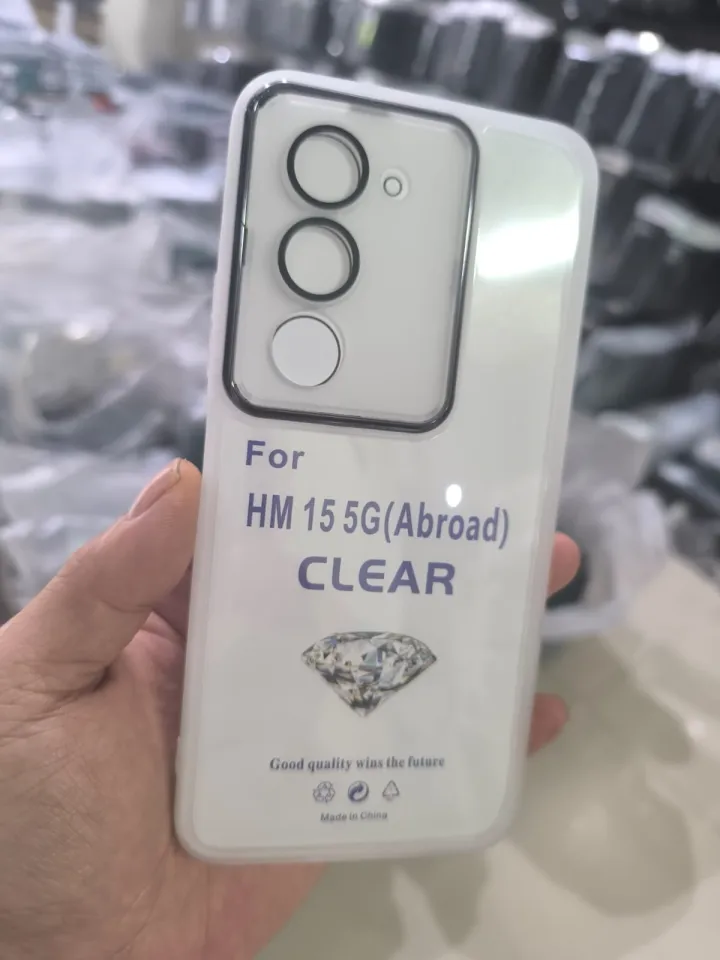 For
HM 15 5G(Abroad)
CLEAR
Good quality wins the future
Made in China